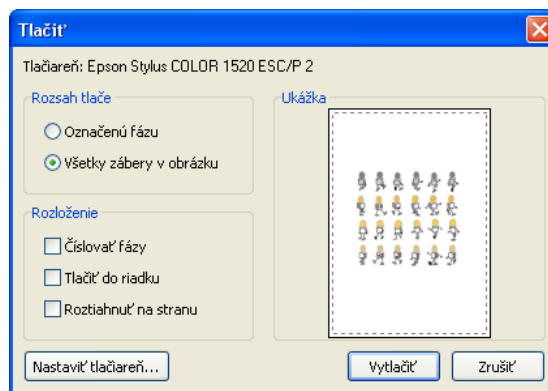 Tlačiť
Tlačiareň: Epson Stylus COLOR 1520 ESC/P 2
Rozsah tlače
Označenú fázu
Všetky zábery v obrázku
Rozloženie
Číslovať fázy
Tlačiť do riadku
Roztiahnuť na stranu
Ukážka
Nastaviť tlačiareň...
Vytlačiť
Zrušiť